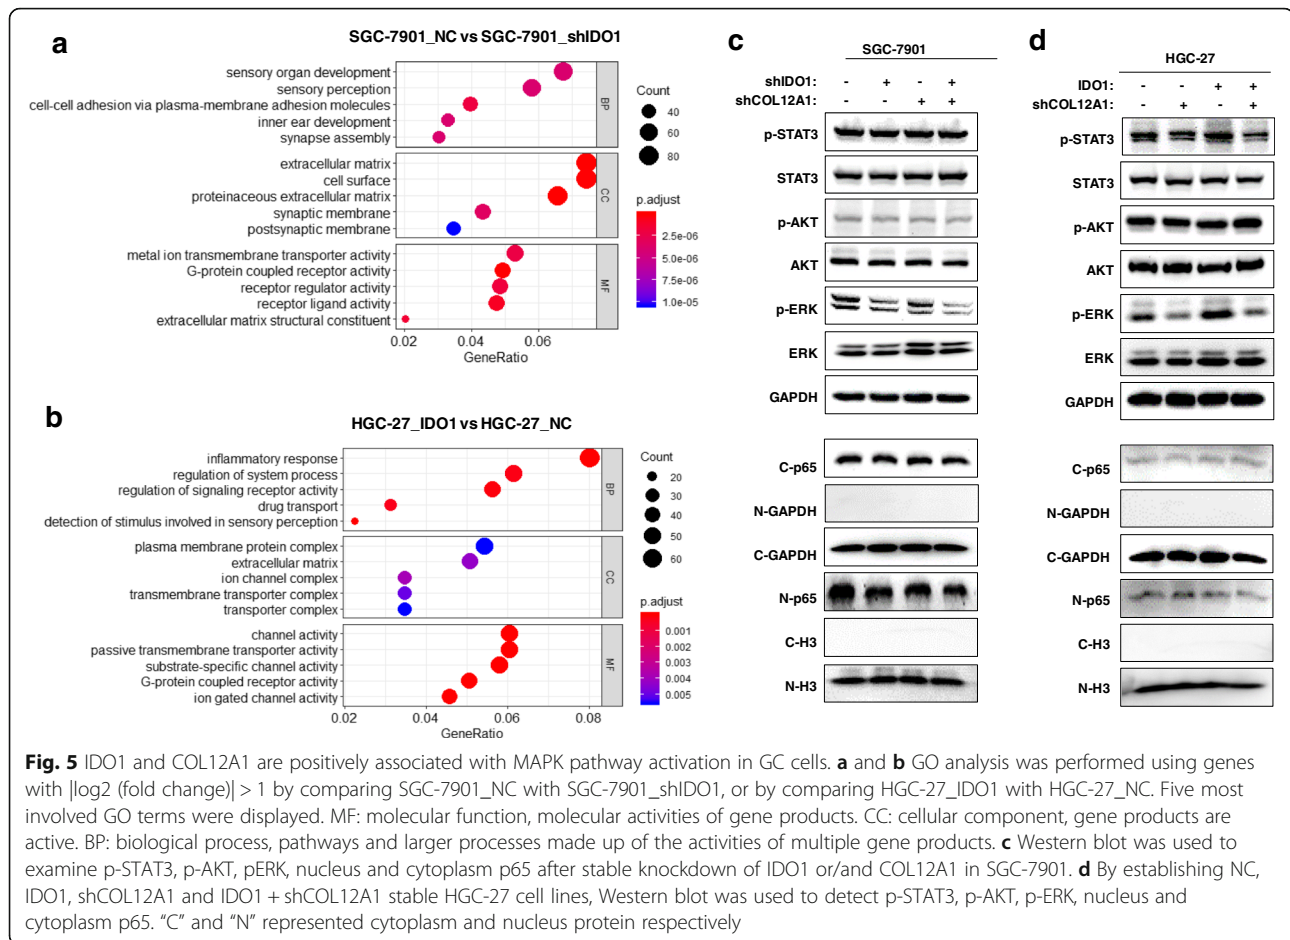 a
SGC-7901_NC vs SGC-7901_shIDO1
sensory organ development
sensory perception
cell-cell adhesion via plasma-membrane adhesion molecules
inner ear development
synapse assembly
BP
extracellular matrix
cell surface
proteinaceous extracellular matrix
synaptic membrane
postsynaptic membrane
CC
metal ion transmembrane transporter activity
G-protein coupled receptor activity
receptor regulator activity
receptor ligand activity
extracellular matrix structural constituent
MF
0.02 0.04 0.06
GeneRatio
Count
40
60
80
p.adjust
2.5e-06
5.0e-06
7.5e-06
1.0e-05
b
HGC-27_IDO1 vs HGC-27_NC
inflammatory response
regulation of system process
regulation of signaling receptor activity
drug transport
detection of stimulus involved in sensory perception
BP
plasma membrane protein complex
extracellular matrix
ion channel complex
transmembrane transporter complex
transporter complex
CC
channel activity
passive transmembrane transporter activity
substrate-specific channel activity
G-protein coupled receptor activity
ion gated channel activity
MF
0.02 0.04 0.06 0.08
GeneRatio
Count
20
30
40
50
60
p.adjust
0.001
0.002
0.003
0.004
0.005
c
SGC-7901
shIDO1: - + - +
shCOL12A1: - - + +
p-STAT3
STAT3
p-AKT
AKT
p-ERK
ERK
GAPDH
C-p65
N-GAPDH
C-GAPDH
N-p65
C-H3
N-H3
d
HGC-27
IDO1: - - + +
shCOL12A1: - + - +
p-STAT3
STAT3
p-AKT
AKT
p-ERK
ERK
GAPDH
C-p65
N-GAPDH
C-GAPDH
N-p65
C-H3
N-H3
Fig. 5 IDO1 and COL12A1 are positively associated with MAPK pathway activation in GC cells. a and b GO analysis was performed using genes
with |log2 (fold change)| > 1 by comparing SGC-7901_NC with SGC-7901_shIDO1, or by comparing HGC-27_IDO1 with HGC-27_NC. Five most
involved GO terms were displayed. MF: molecular function, molecular activities of gene products. CC: cellular component, gene products are
active. BP: biological process, pathways and larger processes made up of the activities of multiple gene products. c Western blot was used to
examine p-STAT3, p-AKT, pERK, nucleus and cytoplasm p65 after stable knockdown of IDO1 or/and COL12A1 in SGC-7901. d By establishing NC,
IDO1, shCOL12A1 and IDO1 + shCOL12A1 stable HGC-27 cell lines, Western blot was used to detect p-STAT3, p-AKT, p-ERK, nucleus and
cytoplasm p65. “C” and “N” represented cytoplasm and nucleus protein respectively